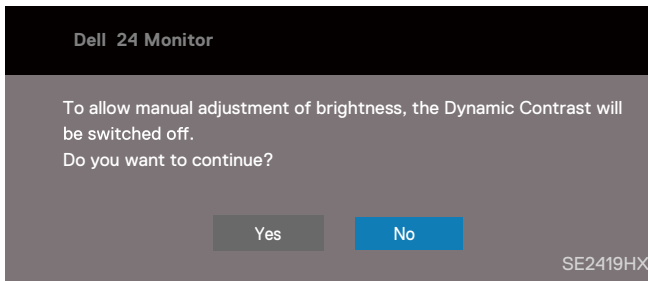 Dell 24 Monitor
To allow manual adjustment of brightness, the Dynamic Contrast will
be switched off.
Do you want to continue?
Yes No
SE2419HX